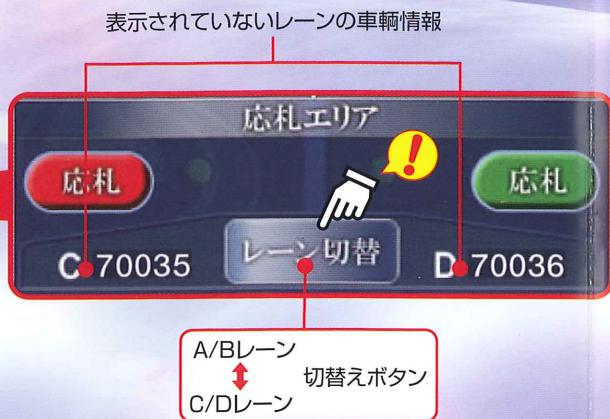 表示されていないレーンの車輌情報
応札エリア
応札
応札
C 70035
レーン切替
D 70036
A/Bレーン
切替えボタン
C/Dレーン